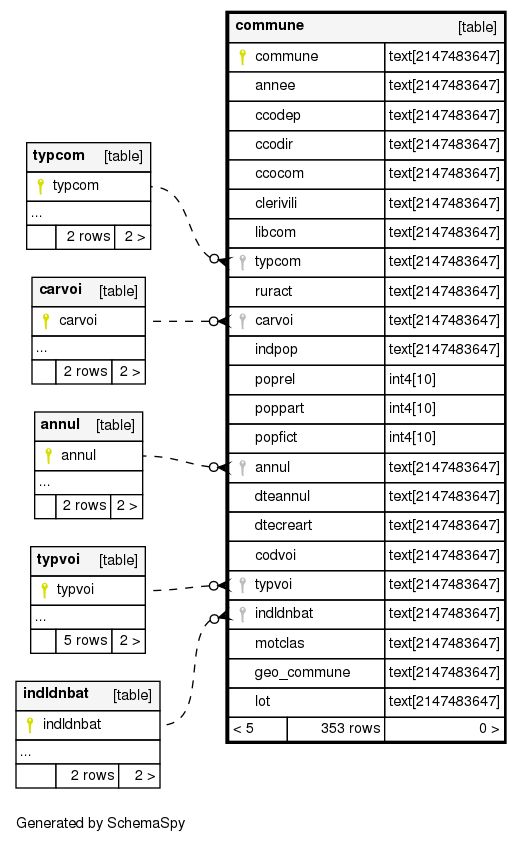 commune [table]
commune text[2147483647]
annee text[2147483647]
ccodep text[2147483647]
ccodir text[2147483647]
ccocom text[2147483647]
clerivili text[2147483647]
libcom text[2147483647]
typcom text[2147483647]
ruract text[2147483647]
carvoi text[2147483647]
indpop text[2147483647]
poprel int4[10]
poppart int4[10]
popfict int4[10]
annul text[2147483647]
dteannul text[2147483647]
dtecreart text[2147483647]
codvoi text[2147483647]
typvoi text[2147483647]
indldnbat text[2147483647]
motclas text[2147483647]
geo_commune text[2147483647]
lot text[2147483647]
< 5 353 rows 0 >
typcom [table]
typcom
...
2 rows 2 >
carvoi [table]
carvoi
...
2 rows 2 >
annul [table]
annul
...
2 rows 2 >
typvoi [table]
typvoi
...
5 rows 2 >
indldnbat [table]
indldnbat
...
2 rows 2 >
Generated by SchemaSpy